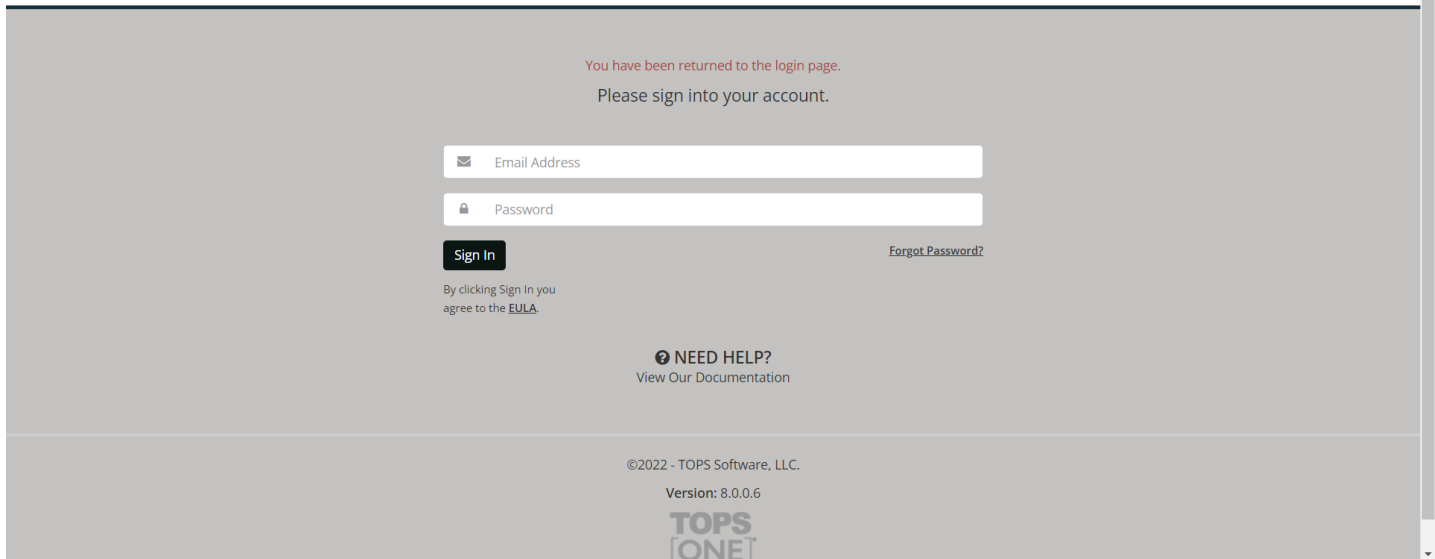 You have been returned to the login page.
Please sign into your account.
Email Address
Password
Sign In
Forgot Password?
By clicking Sign In you
agree to the EULA.
NEED HELP?
View Our Documentation
©2022 - TOPS Software, LLC.
Version: 8.0.0.6
TOPS
[ONE]